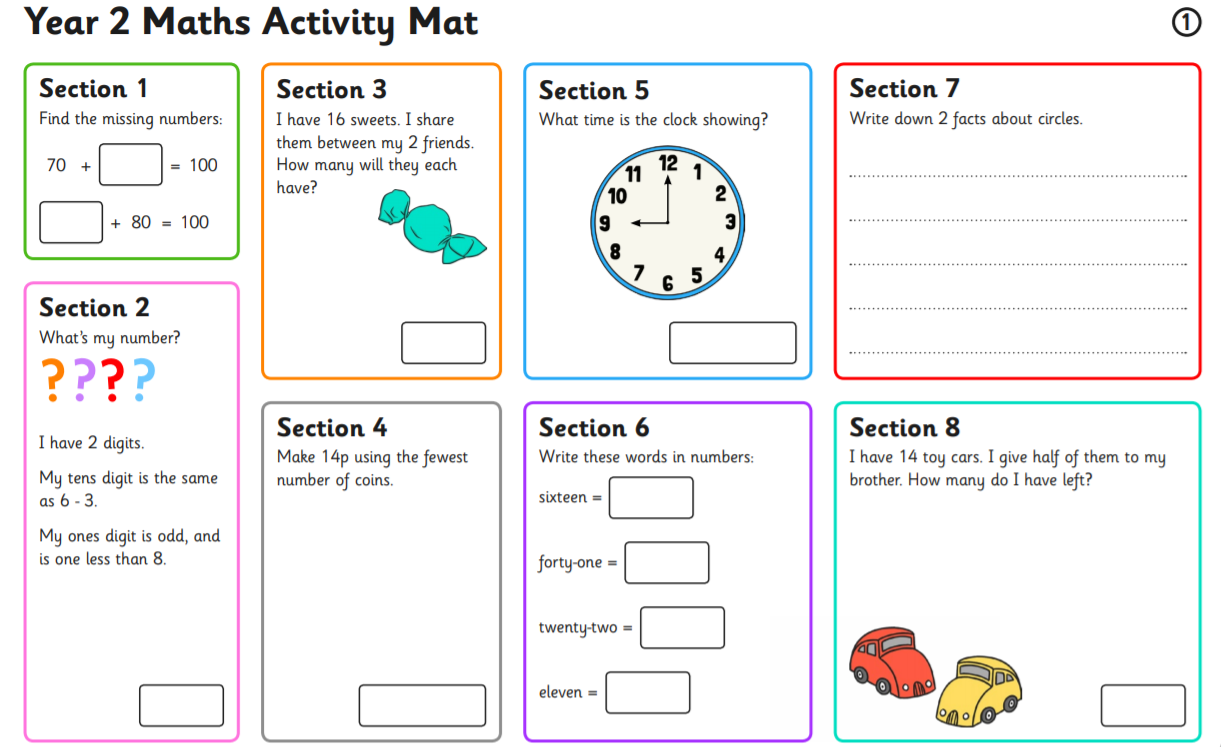 Year 2 Maths Activity Mat
1
Section 1
Find the missing numbers:
70 + = 100
+ 80 = 100
Section 2
What's my number?
? ? ? ?
I have 2 digits.
My tens digit is the same
as 6 - 3.
My ones digit is odd, and
is one less than 8.
Section 3
I have 16 sweets. I share
them between my 2 friends.
How many will they each
have?
Section 4
Make 14p using the fewest
number of coins.
Section 5
What time is the clock showing?
12
11 1
10 2
9 3
8 4
7 5
6
Section 6
Write these words in numbers:
sixteen =
forty-one =
twenty-two =
eleven =
Section 7
Write down 2 facts about circles.
Section 8
I have 14 toy cars. I give half of them to my
brother. How many do I have left?